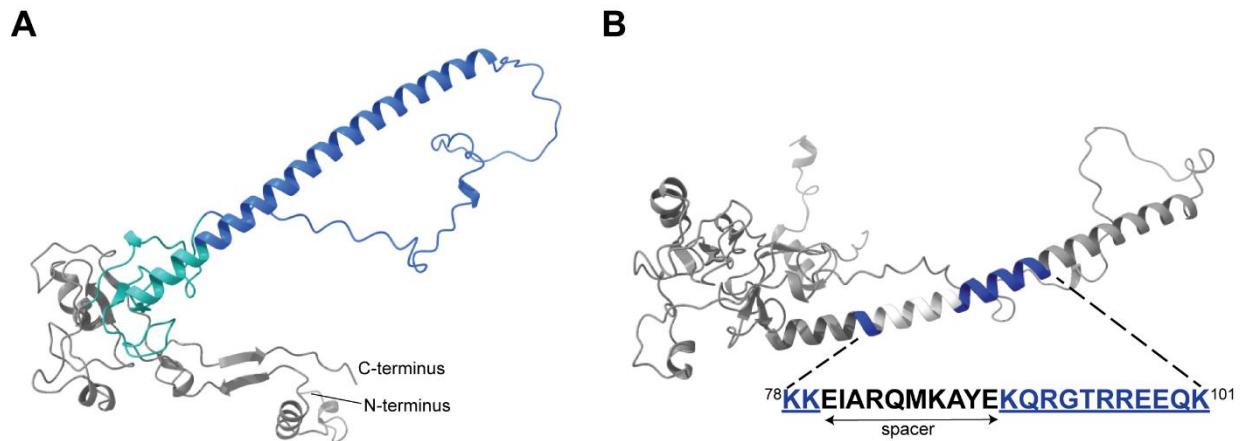 A
B
C-terminus
N-terminus
78KKEIARQMKAYEKQRGTRREEQK101
spacer